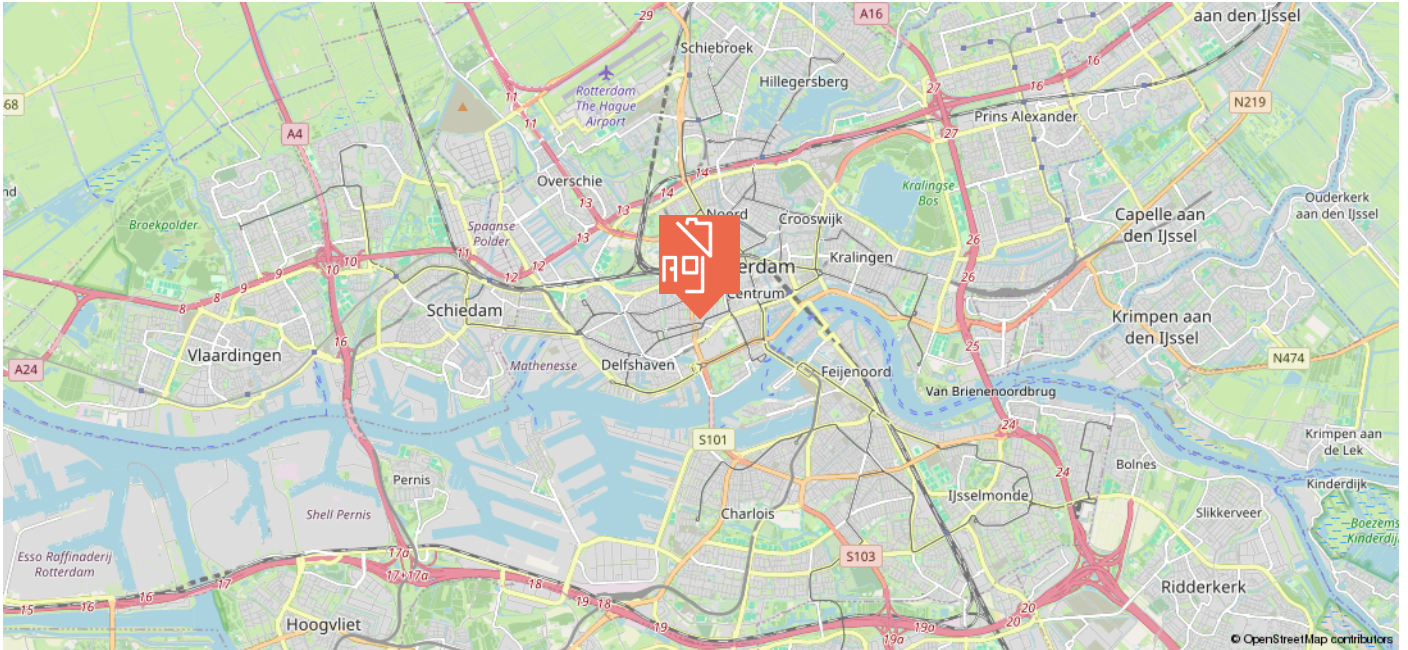 29
A16
aan den IJssel
Schiebroek
Hillegersberg
16
16
27
68
Rotterdam
The Hague
Airport
11
11
N219
Prins Alexander
27
A4
14
14
Overschie
Kralingse
Bos
nd
13
13
13
Noord
Crooswijk
Ouderkerk
aan den IJssel
Broekpolder
Capelle aan
den IJssel
Spaanse
Polder
26
11
12
12
10
10
9
9
8
8
Kralingen
erdam
26
Centrum
Schiedam
Krimpen aan
den IJssel
16
25
Vlaardingen
N474
A24
Mathenesse
Delfshaven
Feijenoord
Van Brienenoordbrug
24
S101
Krimpen aan
de Lek
24
Bolnes
Pernis
Kinderdijk
IJsselmonde
Shell Pernis
Charlois
Slikkerveer
Boezems
Kinderdijk
17a
S103
Esso Raffinaderij
Rotterdam
17+17a
17
18
Ridderkerk
16
16
15
19
18
20
20
Hoogvliet
19
19a
19a
© OpenStreetMap contributors